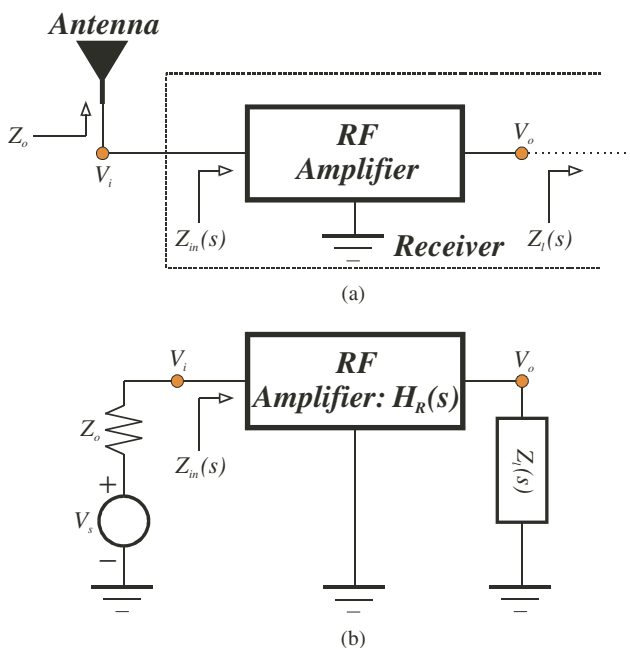 Antenna
Z_o
V_i
RF
Amplifier
V_o
Z_in(s)
Receiver
Z_l(s)
(a)
V_i
RF
Amplifier: H_R(s)
V_o
Z_o
Z_in(s)
Z_l(s)
+
V_s
−
(b)